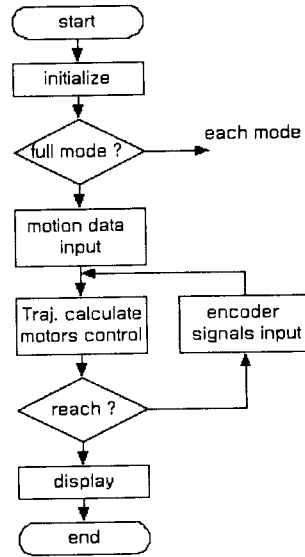 start
initialize
full mode ?
each mode
motion data
input
Traj. calculate
motors control
encoder
signals input
reach ?
display
end